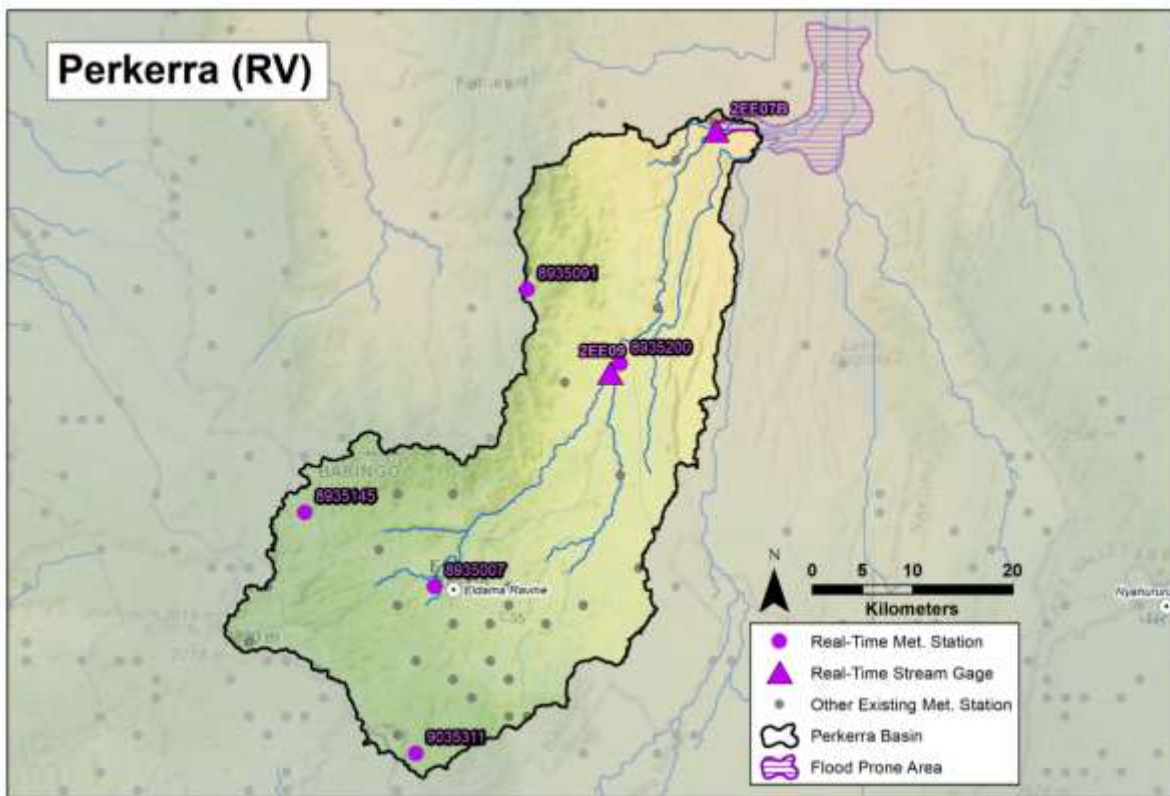 Perkerra (RV)
2EE07B
8935091
2EE09
8935200
BARINGO
8935145
8935007
Eldama Ravine
9035311
N
0 5 10 20
Kilometers
Real-Time Met. Station
Real-Time Stream Gage
Other Existing Met. Station
Perkerra Basin
Flood Prone Area